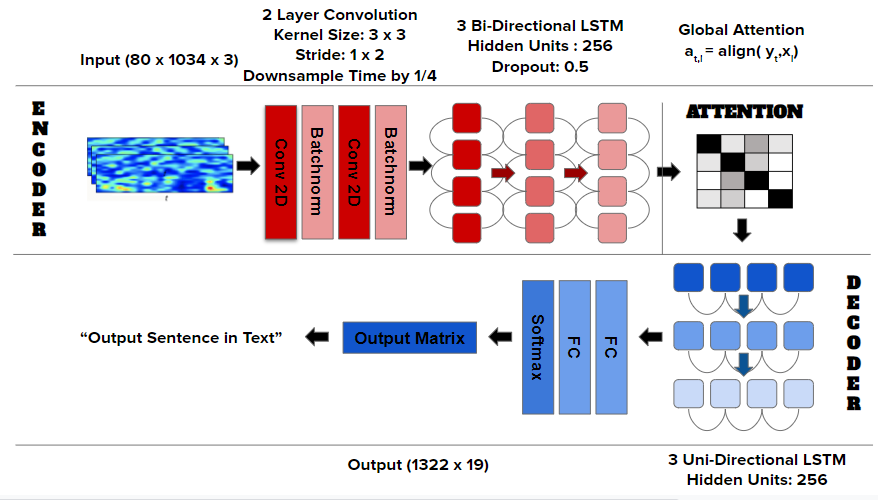 2 Layer Convolution
Kernel Size: 3 x 3
Stride: 1 x 2
Downsample Time by 1/4
3 Bi-Directional LSTM
Hidden Units : 256
Dropout: 0.5
Global Attention
a_t,l = align( y_t,x_l)
Input (80 x 1034 x 3)
ENCODER
t
Conv 2D
Batchnorm
Conv 2D
Batchnorm
ATTENTION
DECODER
FC
FC
Softmax
Output Matrix
“Output Sentence in Text”
Output (1322 x 19)
3 Uni-Directional LSTM
Hidden Units: 256